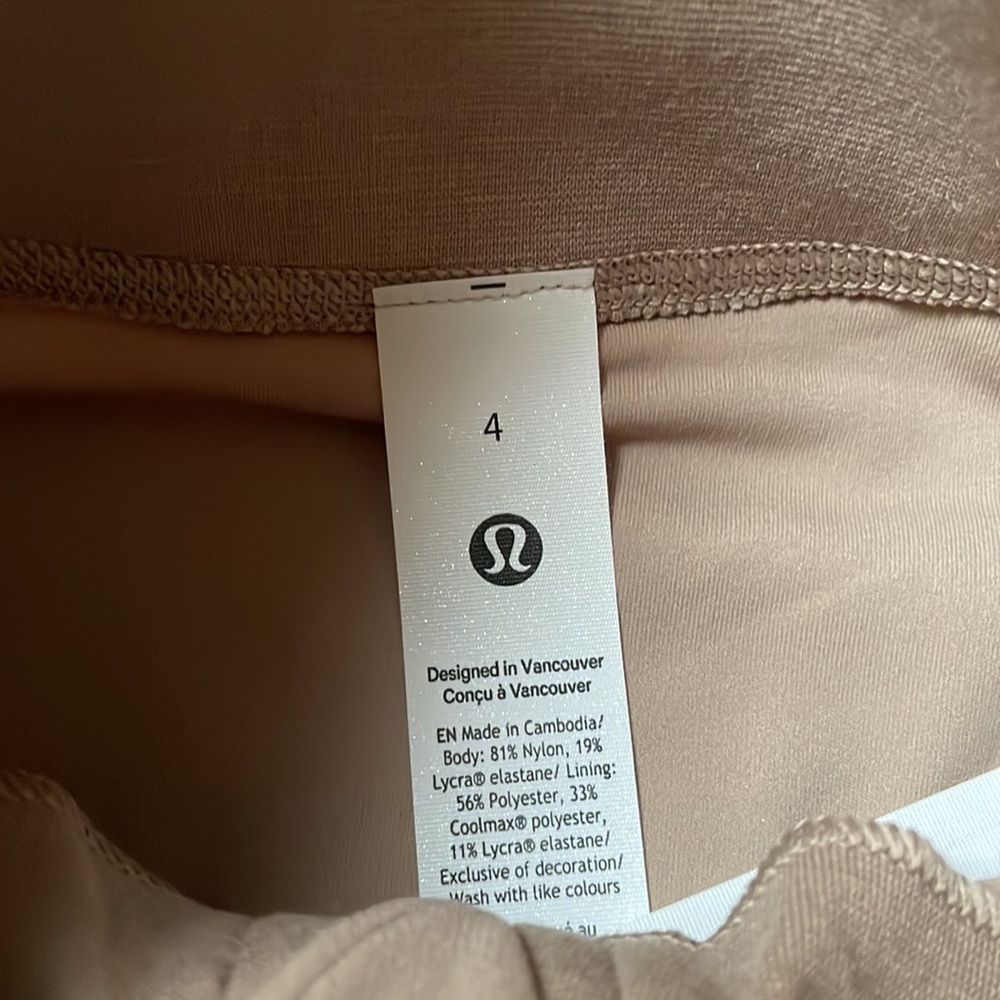 4
Designed in Vancouver
Conçu à Vancouver
EN Made in Cambodia/
Body: 81% Nylon, 19%
Lycra® elastane/ Lining:
56% Polyester, 33%
Coolmax® polyester,
11% Lycra® elastane/
Exclusive of decoration/
Wash with like colours
au